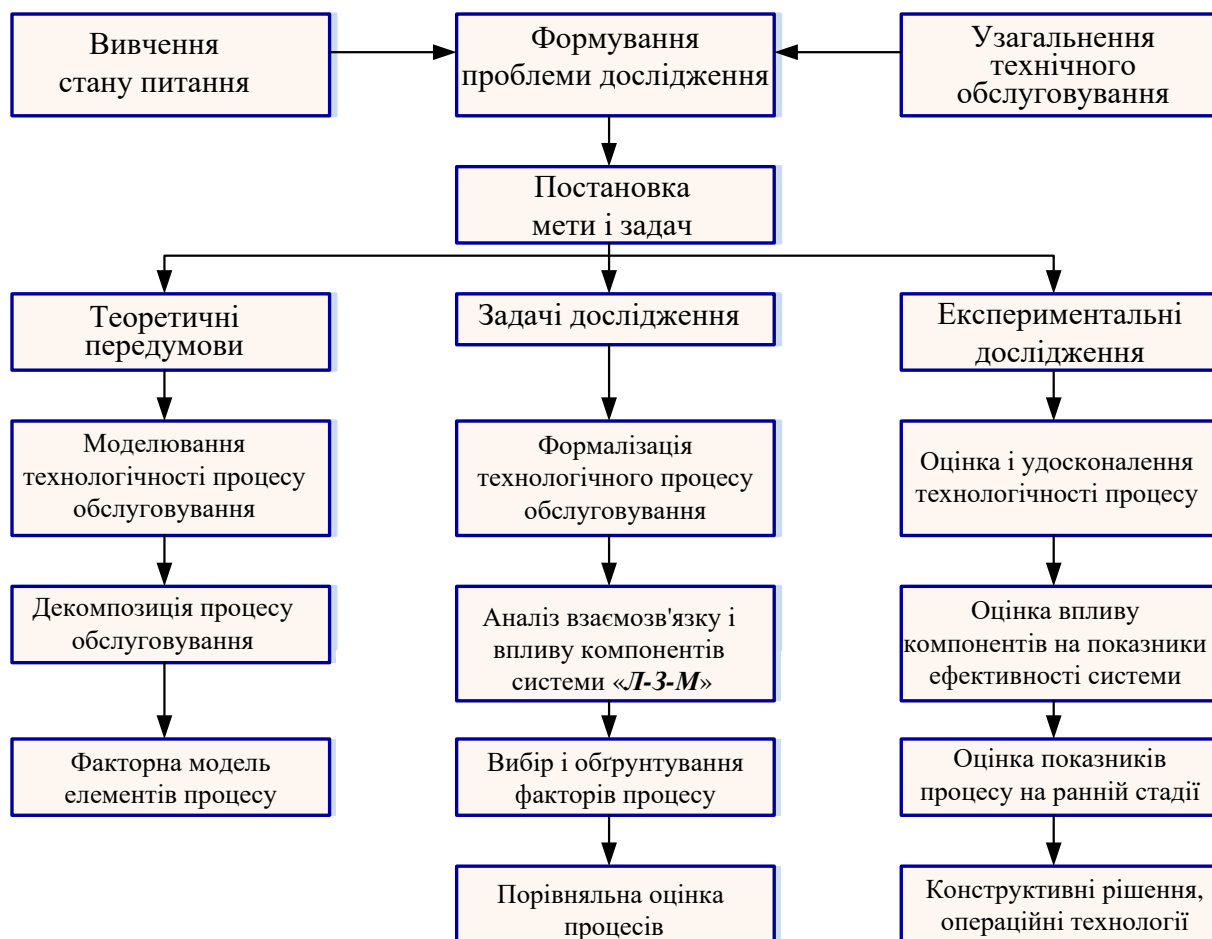 Вивчення
стану питання
Формування
проблеми дослідження
Узагальнення
технічного
обслуговування
Постановка
мети і задач
Теоретичні
передумови
Задачі дослідження
Експериментальні
дослідження
Моделювання
технологічності процесу
обслуговування
Формалізація
технологічного процесу
обслуговування
Оцінка і удосконалення
технологічності процесу
Декомпозиція процесу
обслуговування
Аналіз взаємозв'язку і
впливу компонентів
системи «Л-З-М»
Оцінка впливу
компонентів на показники
ефективності системи
Факторна модель
елементів процесу
Вибір і обґрунтування
факторів процесу
Оцінка показників
процесу на ранній стадії
Порівняльна оцінка
процесів
Конструктивні рішення,
операційні технології